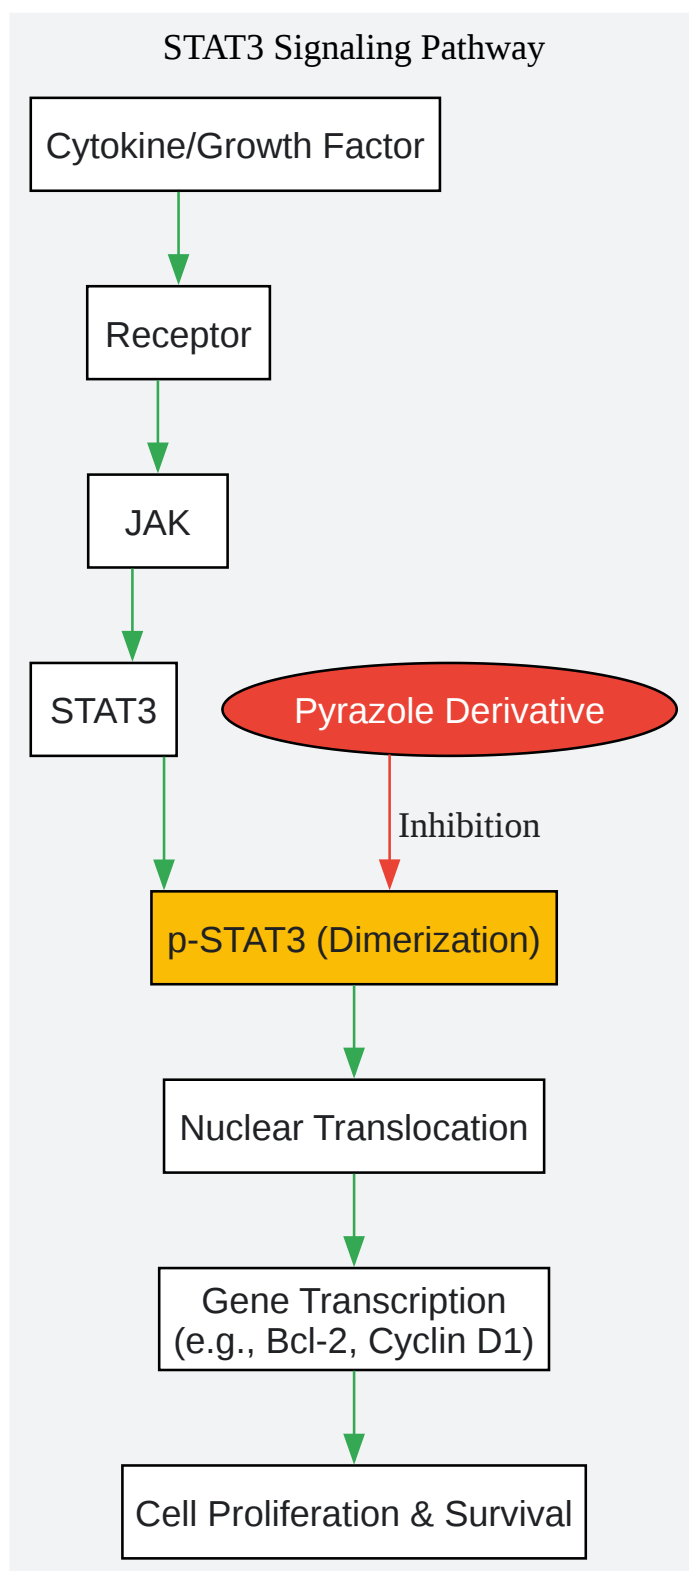 STAT3 Signaling Pathway
Cytokine/Growth Factor
Receptor
JAK
STAT3
Pyrazole Derivative
Inhibition
p-STAT3 (Dimerization)
Nuclear Translocation
Gene Transcription
(e.g., Bcl-2, Cyclin D1)
Cell Proliferation & Survival